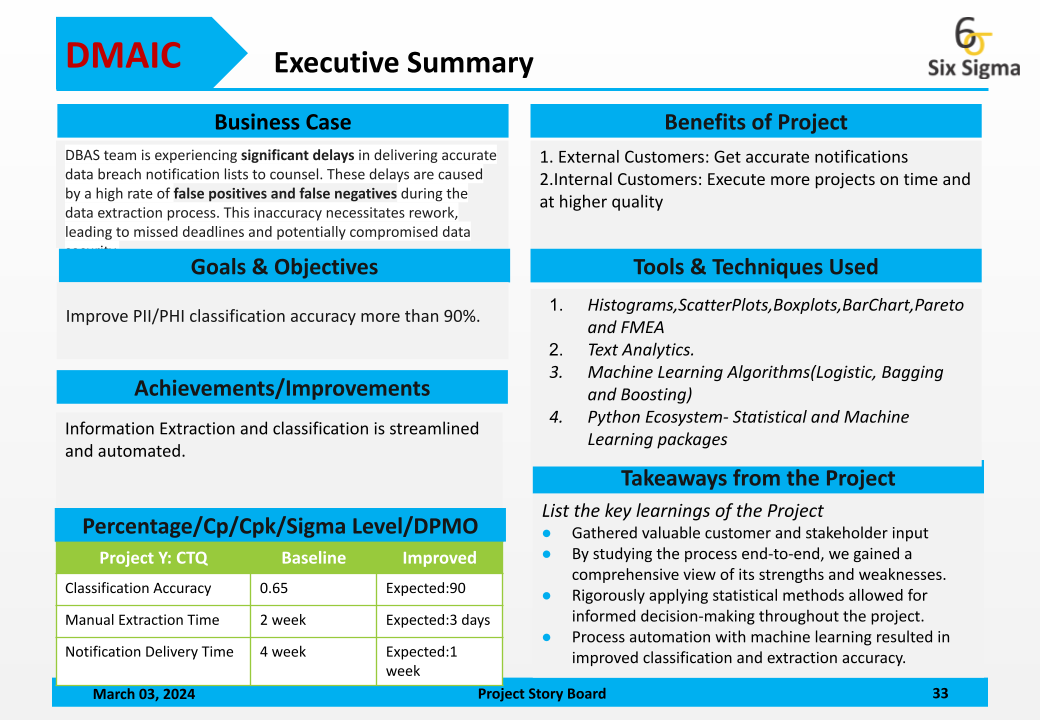 DMAIC
Executive Summary
6σ
Six Sigma
Business Case
DBAS team is experiencing significant delays in delivering accurate
data breach notification lists to counsel. These delays are caused
by a high rate of false positives and false negatives during the
data extraction process. This inaccuracy necessitates rework,
leading to missed deadlines and potentially compromised data
Goals & Objectives
Improve PII/PHI classification accuracy more than 90%.
Achievements/Improvements
Information Extraction and classification is streamlined
and automated.
Percentage/Cp/Cpk/Sigma Level/DPMO
Project Y: CTQ Baseline Improved
Classification Accuracy 0.65 Expected:90
Manual Extraction Time 2 week Expected:3 days
Notification Delivery Time 4 week Expected:1
week
Benefits of Project
1. External Customers: Get accurate notifications
2.Internal Customers: Execute more projects on time and
at higher quality
Tools & Techniques Used
1. Histograms,ScatterPlots,Boxplots,BarChart,Pareto
and FMEA
2. Text Analytics.
3. Machine Learning Algorithms(Logistic, Bagging
and Boosting)
4. Python Ecosystem- Statistical and Machine
Learning packages
Takeaways from the Project
List the key learnings of the Project
● Gathered valuable customer and stakeholder input
● By studying the process end-to-end, we gained a
comprehensive view of its strengths and weaknesses.
● Rigorously applying statistical methods allowed for
informed decision-making throughout the project.
● Process automation with machine learning resulted in
improved classification and extraction accuracy.
March 03, 2024
Project Story Board
33